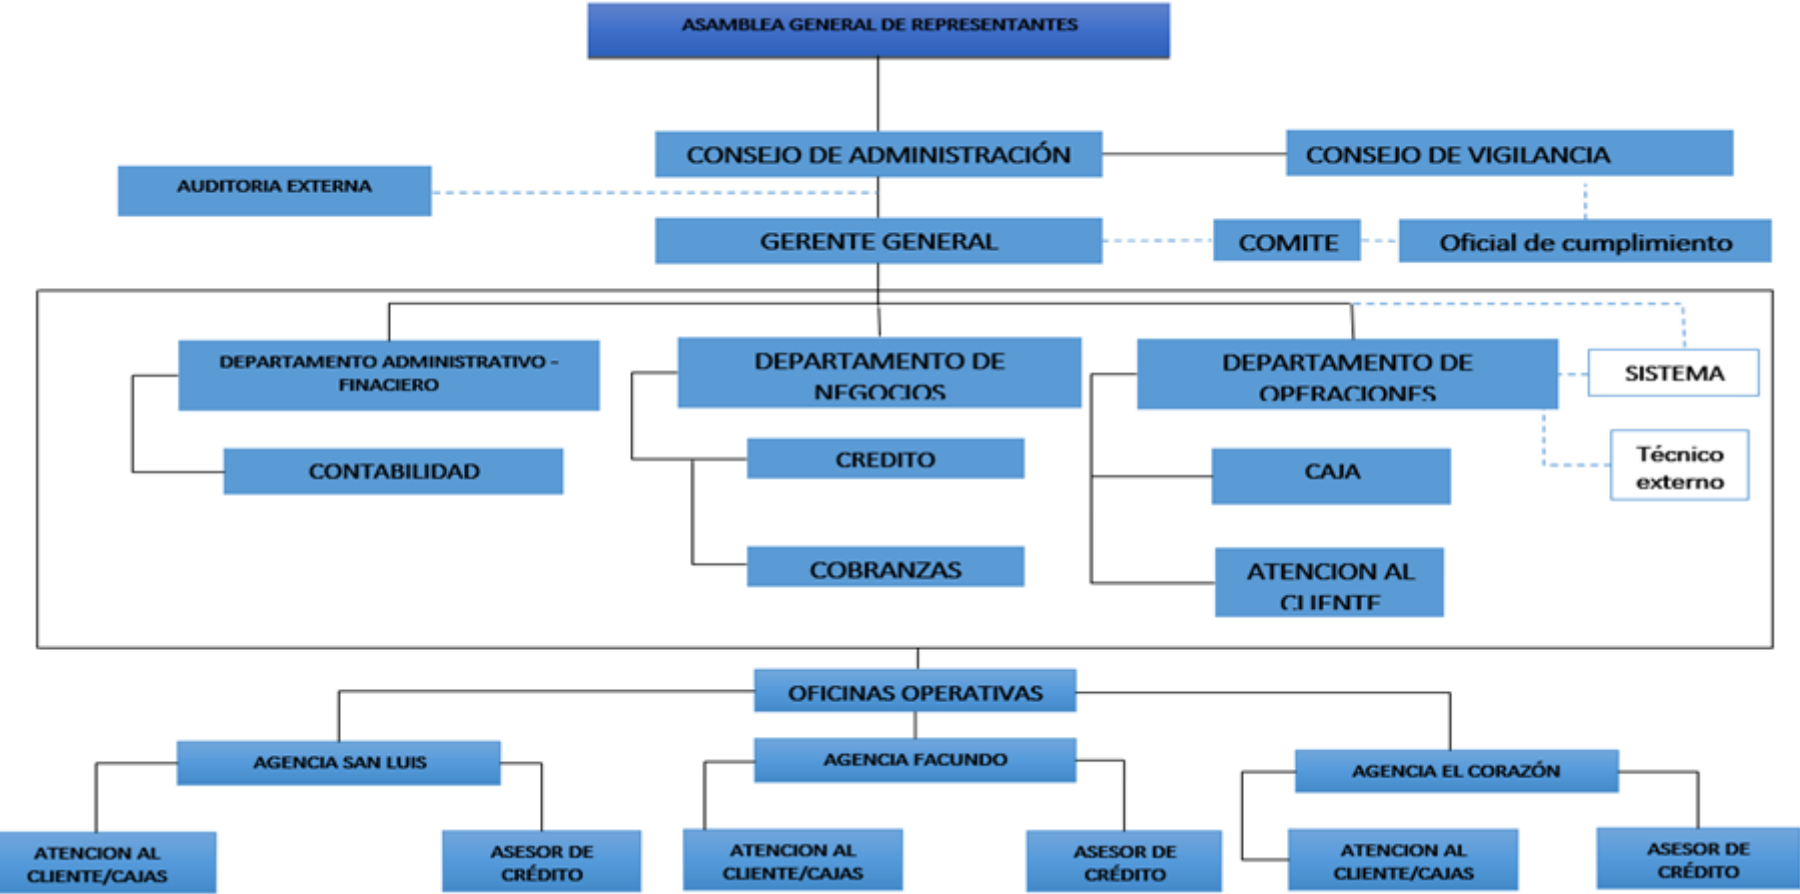 ASAMBLEA GENERAL DE REPRESENTANTES
CONSEJO DE ADMINISTRACIÓN
CONSEJO DE VIGILANCIA
AUDITORIA EXTERNA
GERENTE GENERAL
COMITE
Oficial de cumplimiento
DEPARTAMENTO ADMINISTRATIVO –
FINACIERO
CONTABILIDAD
DEPARTAMENTO DE
NEGOCIOS
CREDITO
COBRANZAS
DEPARTAMENTO DE
OPERACIONES
CAJA
ATENCION AL
CLIENTE
SISTEMA
Técnico
externo
OFICINAS OPERATIVAS
AGENCIA SAN LUIS
ATENCION AL
CLIENTE/CAJAS
ASESOR DE
CRÉDITO
AGENCIA FACUNDO
ATENCION AL
CLIENTE/CAJAS
ASESOR DE
CRÉDITO
AGENCIA EL CORAZÓN
ATENCION AL
CLIENTE/CAJAS
ASESOR DE
CRÉDITO